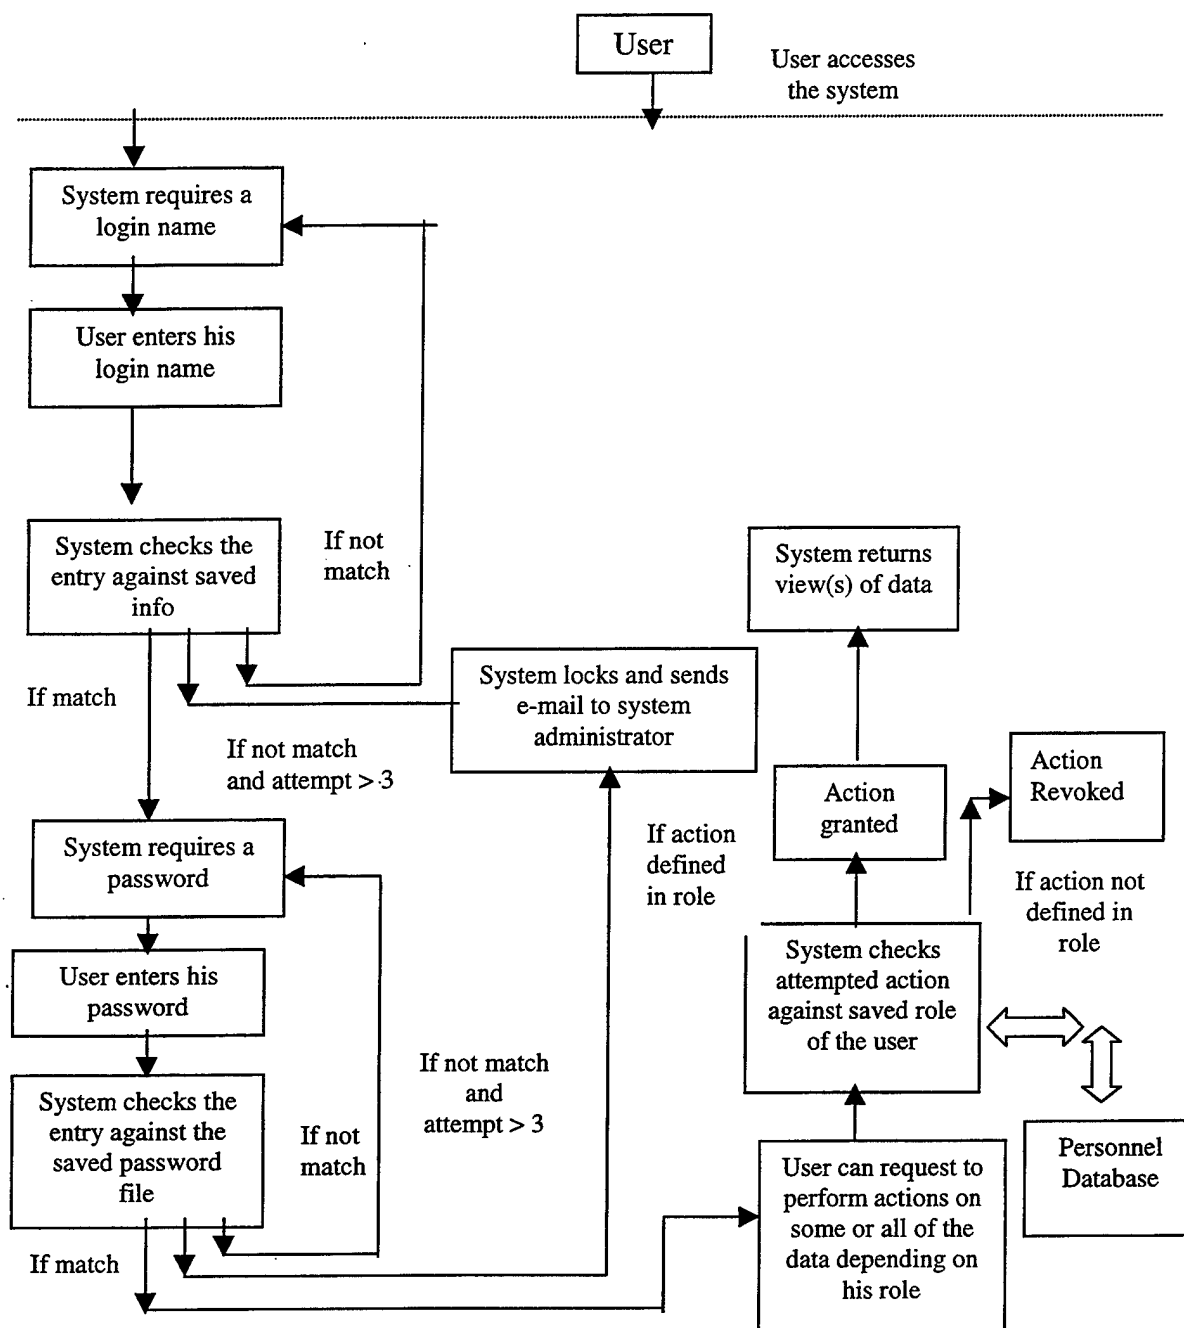 User
User accesses
the system
System requires a
login name
User enters his
login name
System checks the
entry against saved
info
If not
match
If match
If not match
and attempt > 3
System locks and sends
e-mail to system
administrator
System requires a
password
User enters his
password
System checks the
entry against the
saved password
file
If not
match
If match
If not match
and
attempt > 3
System returns
view(s) of data
Action
granted
Action
Revoked
If action
defined
in role
If action not
defined in
role
System checks
attempted action
against saved role
of the user
Personnel
Database
User can request to
perform actions on
some or all of the
data depending on
his role